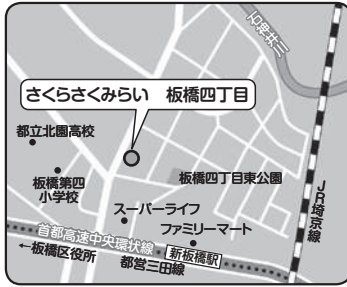 石神井川
さくらさくみらい 板橋四丁目
都立北園高校
板橋第四
小学校
板橋四丁目東公園
スーパーライフ
ファミリーマート
JR埼京線
首都高速中央環状線
新板橋駅
←板橋区役所
都営三田線